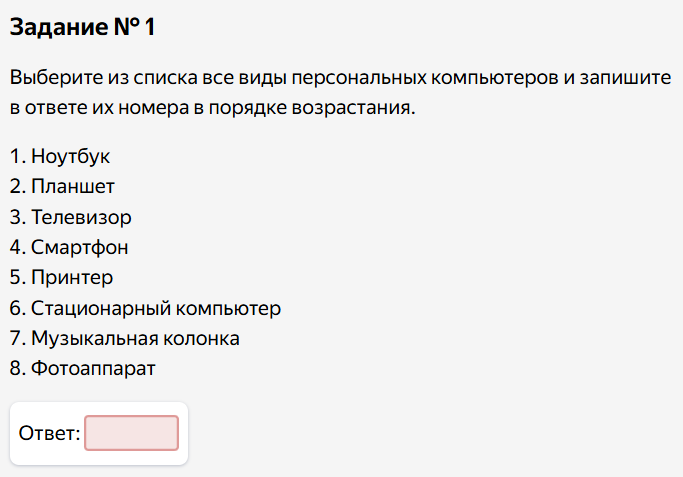 Задание № 1
Выберите из списка все виды персональных компьютеров и запишите
в ответе их номера в порядке возрастания.
1. Ноутбук
2. Планшет
3. Телевизор
4. Смартфон
5. Принтер
6. Стационарный компьютер
7. Музыкальная колонка
8. Фотоаппарат
Ответ: